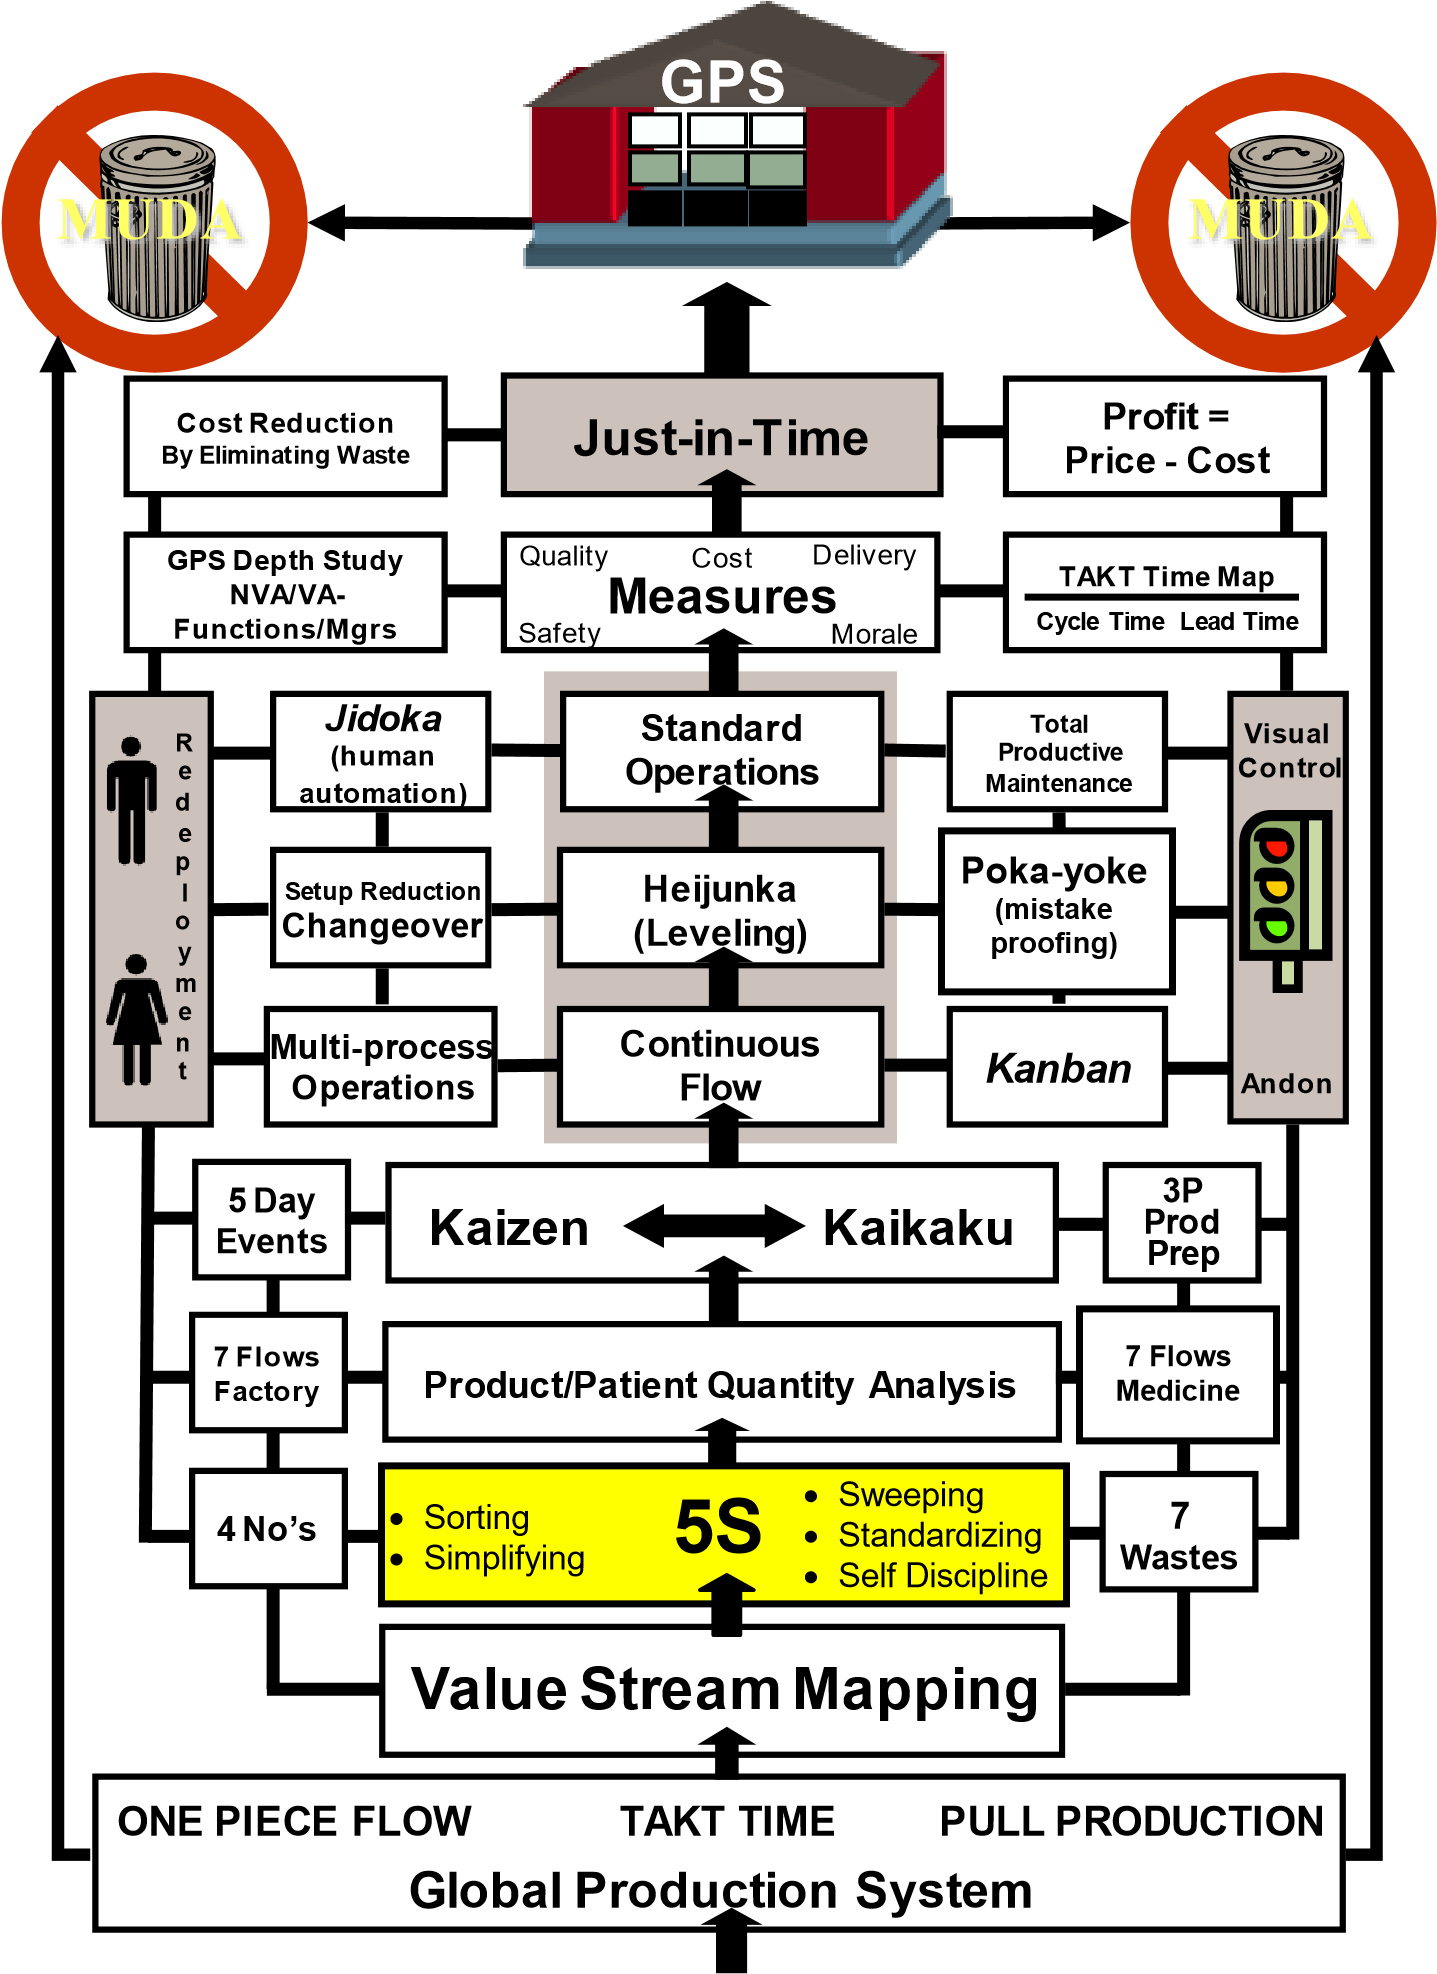 GPS
MUDA
MUDA
Cost Reduction
By Eliminating Waste
Just-in-Time
Profit =
Price - Cost
GPS Depth Study
NVA/VA-
Functions/Mgrs
Quality Cost Delivery
Measures
Safety Morale
TAKT Time Map
Cycle Time Lead Time
Redeployment
Jidoka
(human
automation)
Standard
Operations
Total
Productive
Maintenance
Visual
Control
Setup Reduction
Changeover
Heijunka
(Leveling)
Poka-yoke
(mistake
proofing)
Multi-process
Operations
Continuous
Flow
Kanban
Andon
5 Day
Events
Kaizen Kaikaku
3P
Prod
Prep
7 Flows
Factory
Product/Patient Quantity Analysis
7 Flows
Medicine
4 No’s
• Sorting
• Simplifying
5S
• Sweeping
• Standardizing
• Self Discipline
7
Wastes
Value Stream Mapping
ONE PIECE FLOW TAKT TIME PULL PRODUCTION
Global Production System